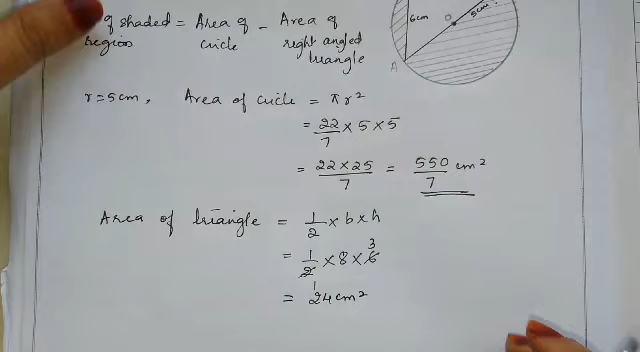 of shaded = Area of - Area of
region circle right angled
triangle
6cm
O
5cm
A
r = 5cm, Area of circle = πr²
= 22/7 × 5 × 5
= 22 × 25 / 7 = 550/7 cm²
Area of triangle = 1/2 × b × h
= 1/2 × 8 × 6 3
1
= 24 cm²